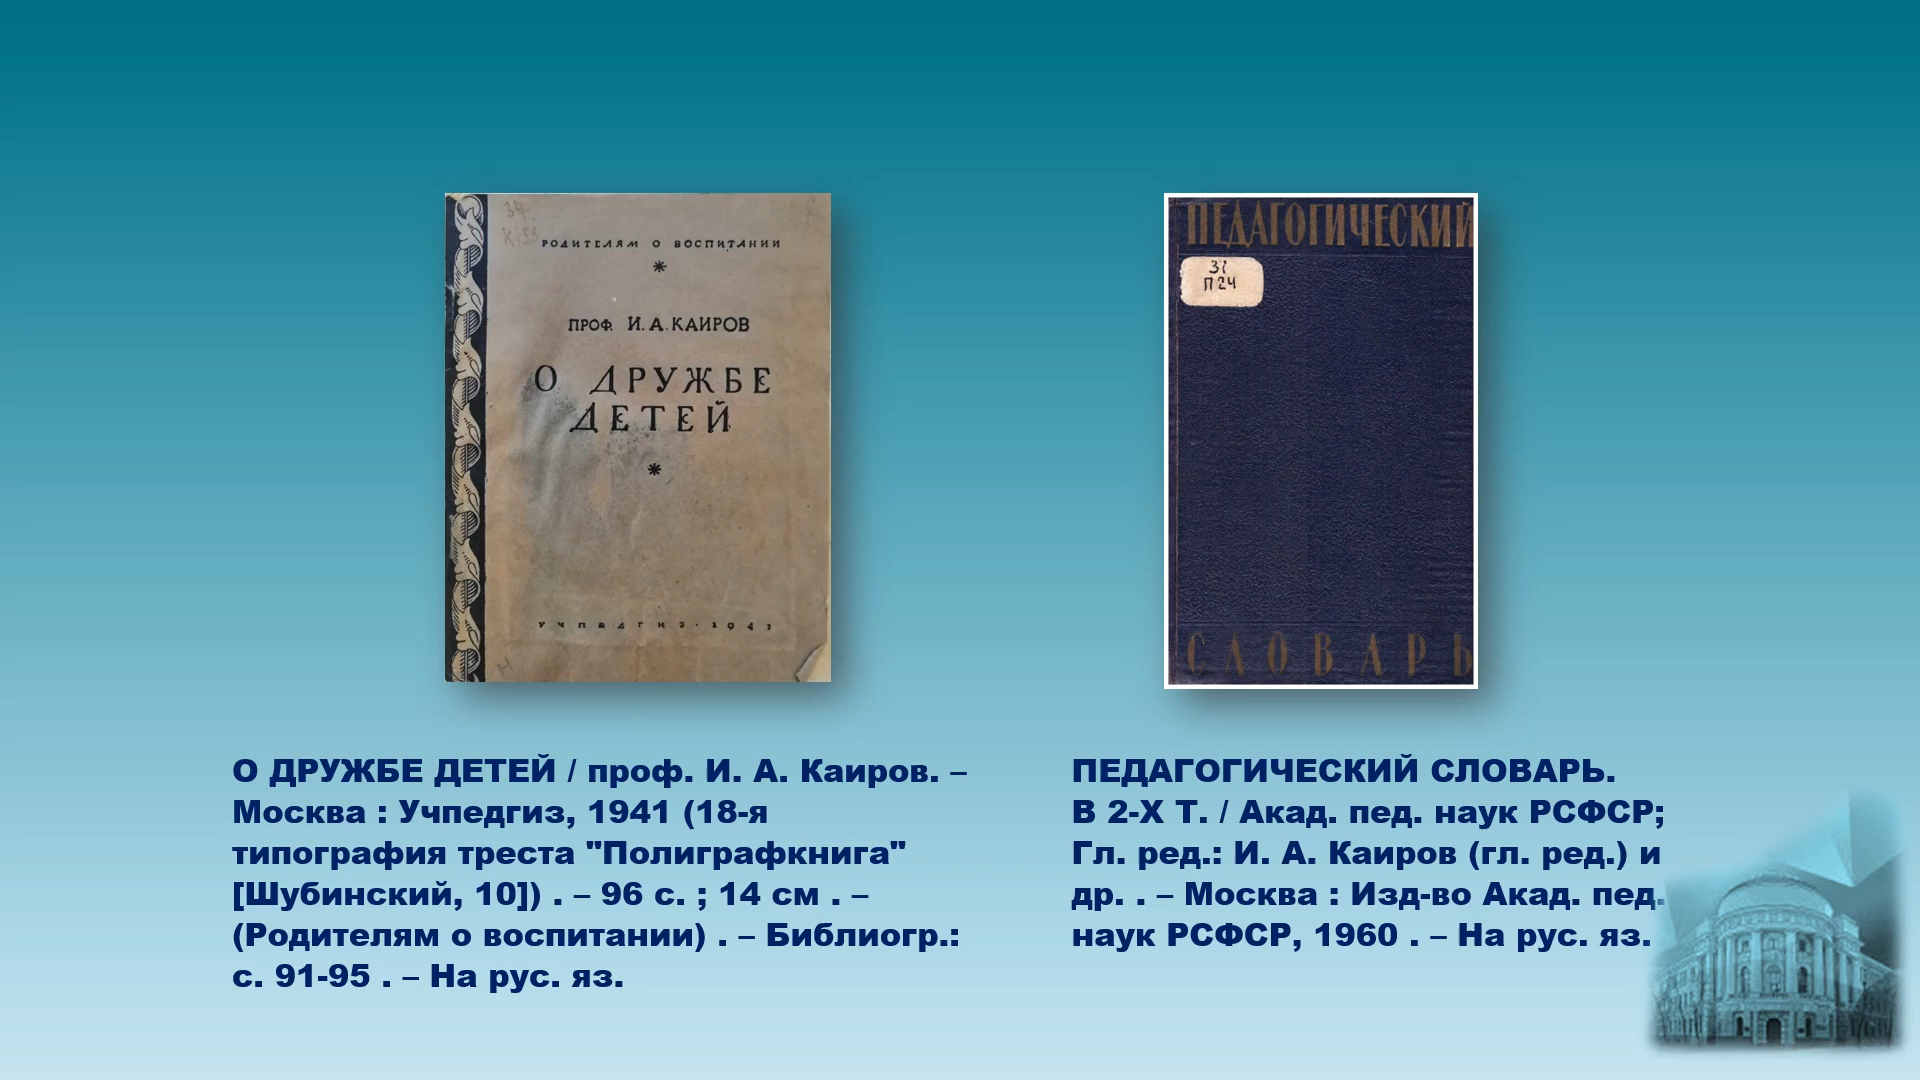 34.
К155
РОДИТЕЛЯМ О ВОСПИТАНИИ
ПРОФ. И. А. КАИРОВ
О ДРУЖБЕ
ДЕТЕЙ
УЧПЕДГИЗ · 1941
ПЕДАГОГИЧЕСКИЙ
П24
СЛОВАРЬ
О ДРУЖБЕ ДЕТЕЙ / проф. И. А. Каиров. –
Москва : Учпедгиз, 1941 (18-я
типография треста "Полиграфкнига"
[Шубинский, 10]) . – 96 с. ; 14 см . –
(Родителям о воспитании) . – Библиогр.:
с. 91-95 . – На рус. яз.
ПЕДАГОГИЧЕСКИЙ СЛОВАРЬ.
В 2-Х Т. / Акад. пед. наук РСФСР;
Гл. ред.: И. А. Каиров (гл. ред.) и
др. . – Москва : Изд-во Акад. пед.
наук РСФСР, 1960 . – На рус. яз.